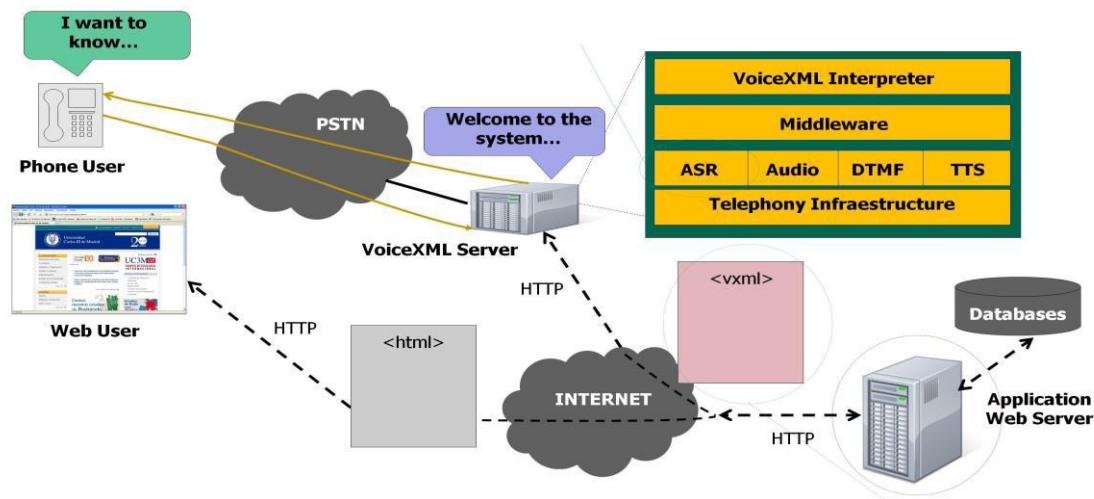 I want to
know...
Phone User
PSTN
Welcome to the
system...
VoiceXML Server
VoiceXML Interpreter
Middleware
ASR
Audio
DTMF
TTS
Telephony Infraestructure
UC3M
Web User
HTTP
<html>
HTTP
INTERNET
<vxml>
HTTP
Databases
Application
Web Server